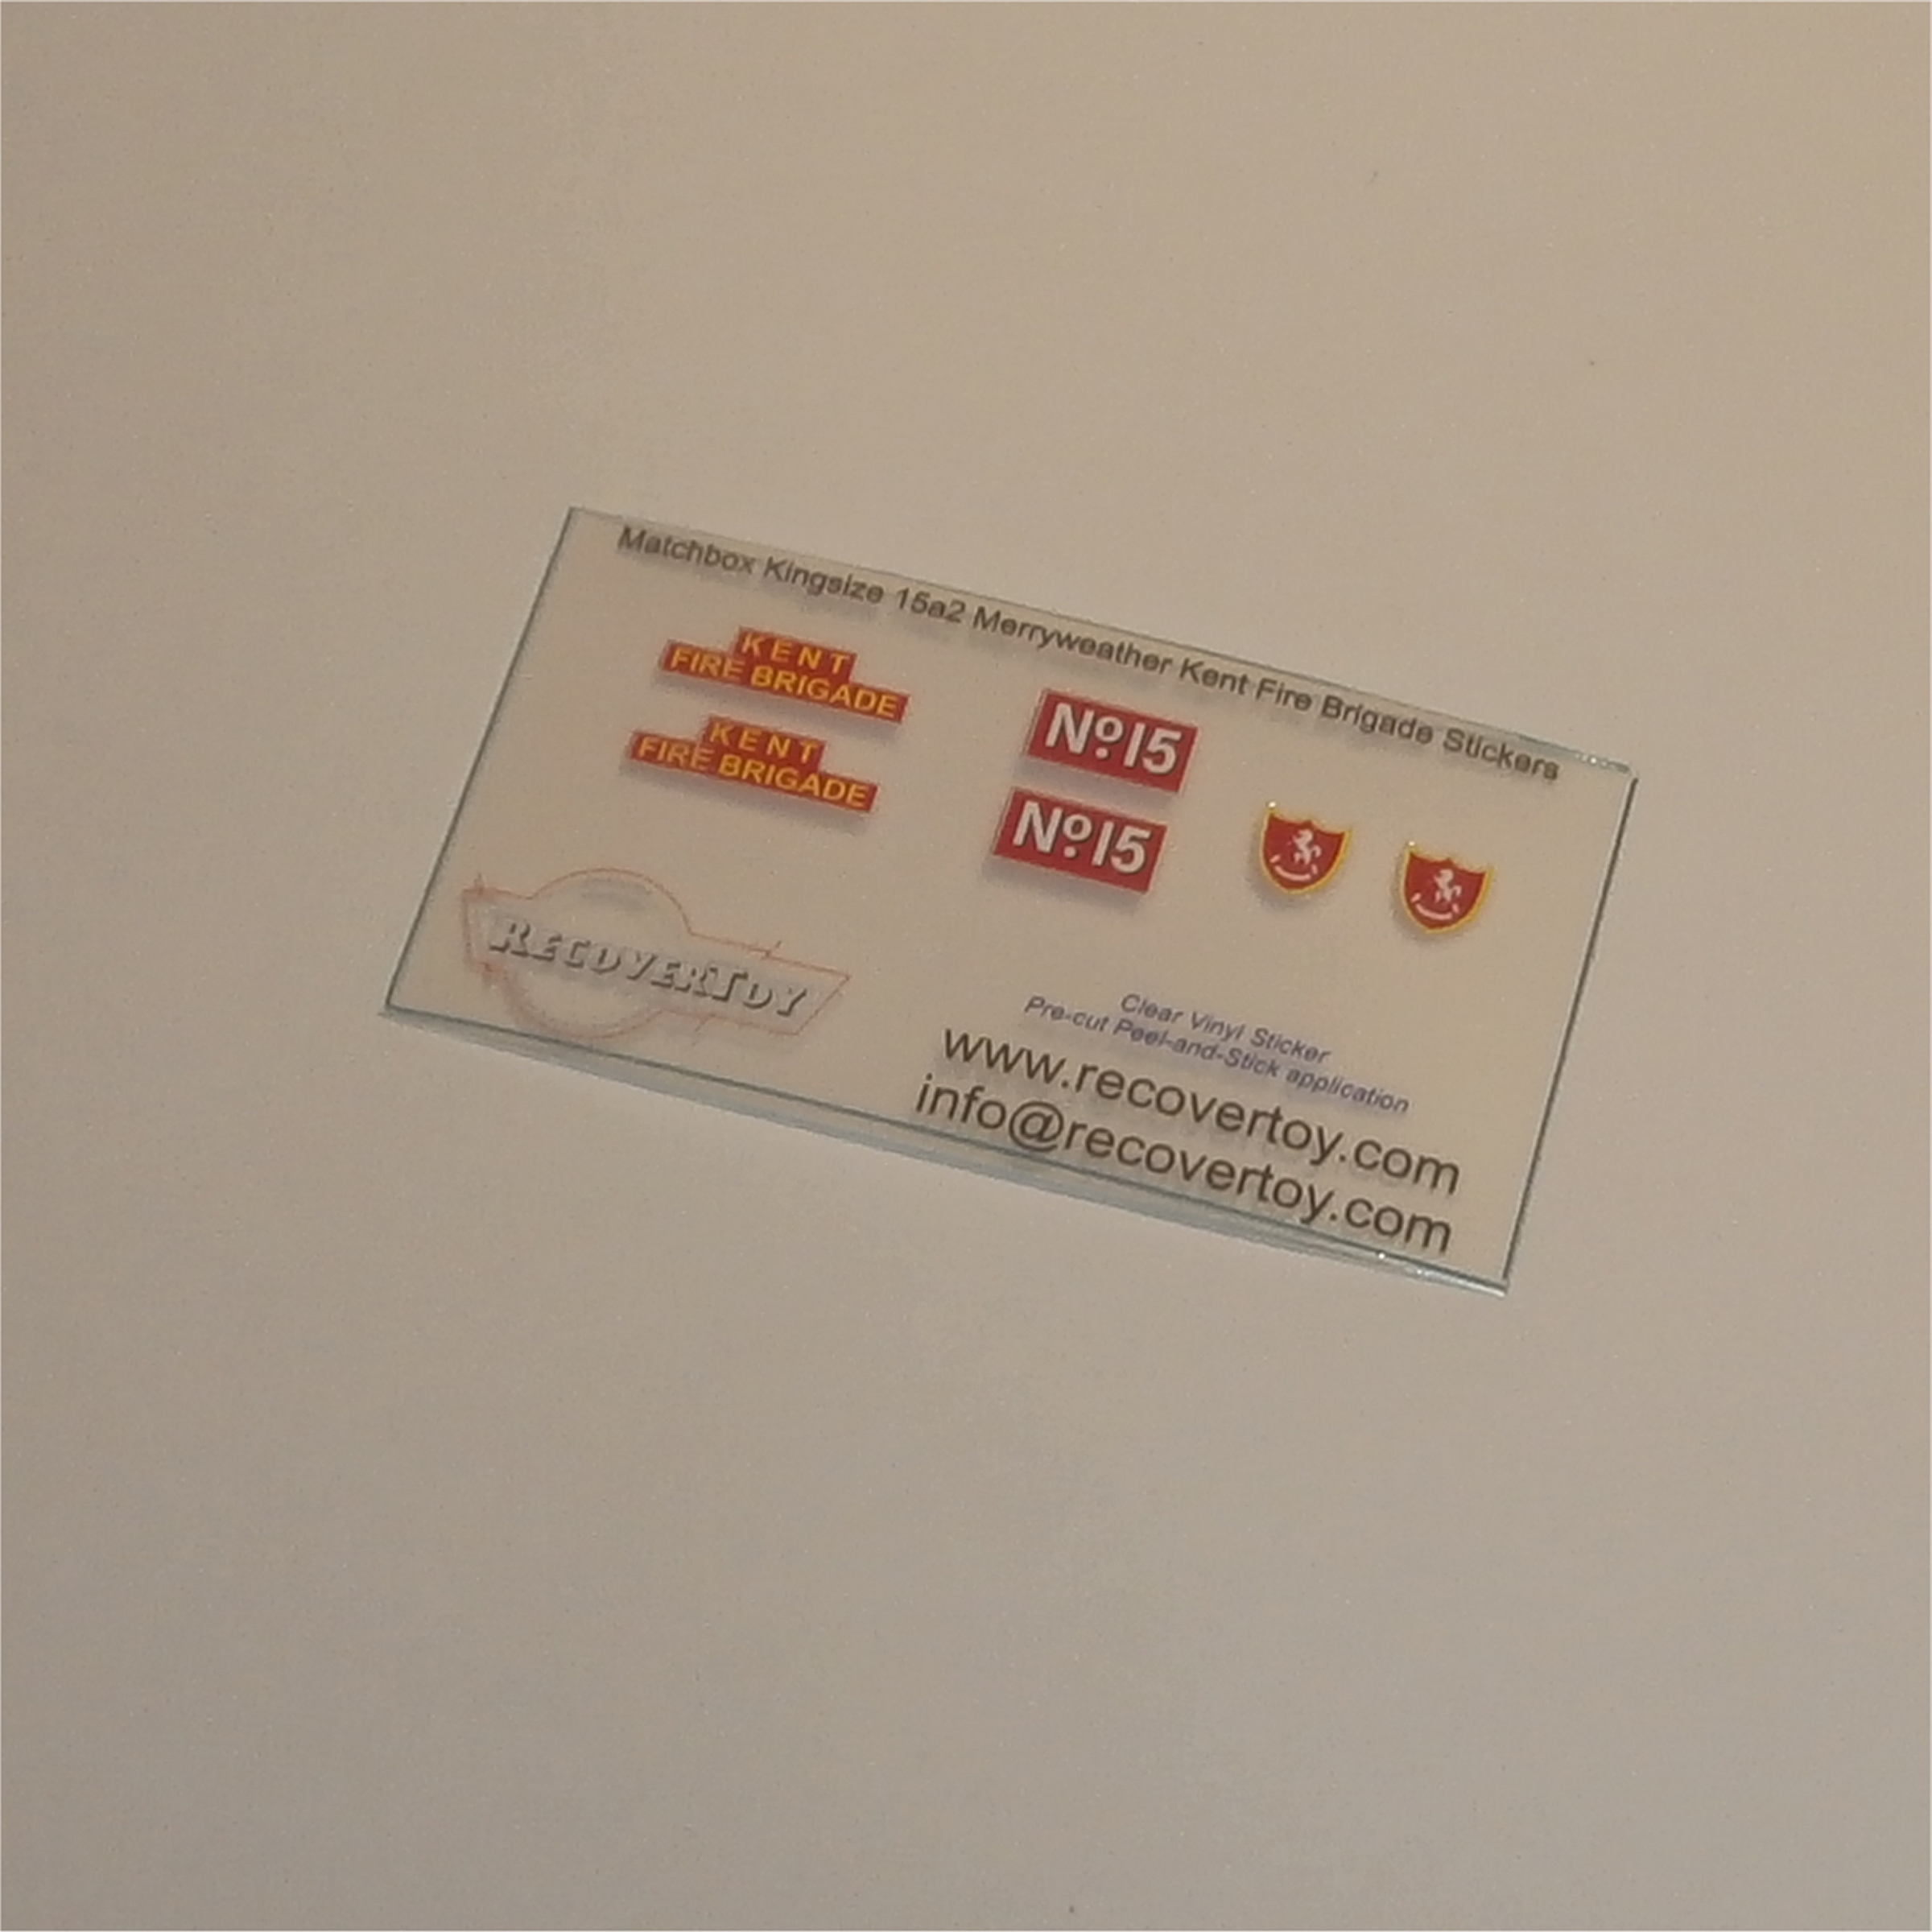 Matchbox Kingsize 15a2 Merryweather Kent Fire Brigade Stickers
KENT
FIRE BRIGADE
KENT
FIRE BRIGADE
Nº15
Nº15
RECOVERTOY
Clear Vinyl Sticker
Pre-cut Peel-and-Stick application
www.recovertoy.com
info@recovertoy.com